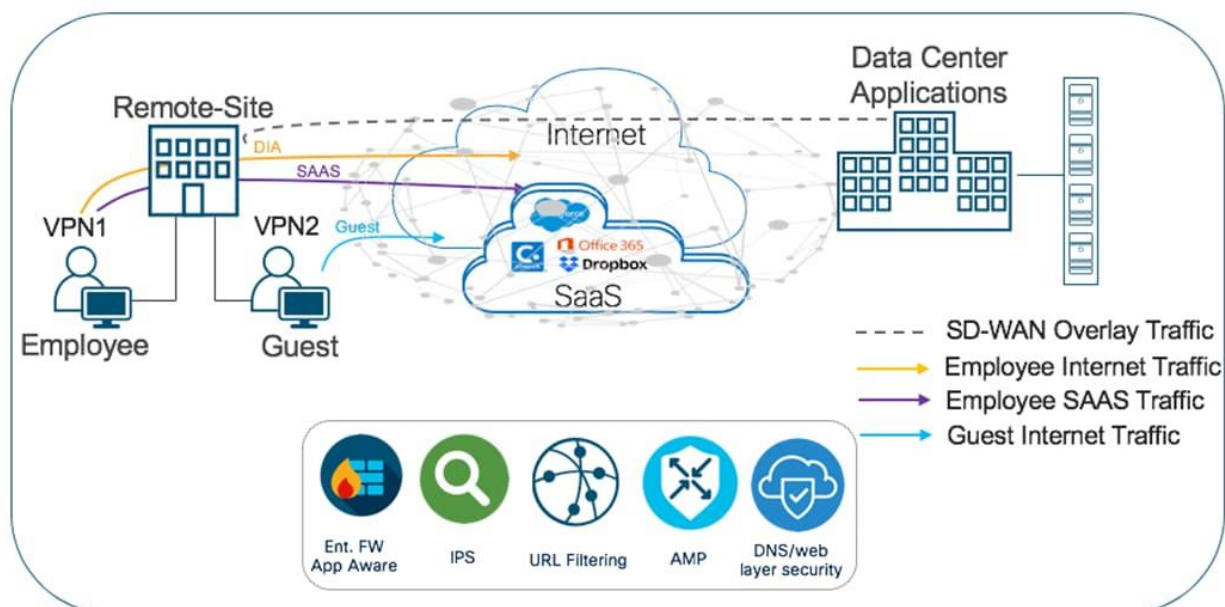 Data Center
Applications
Remote-Site
Internet
DIA
SAAS
VPN1
VPN2
Guest
Office 365
Dropbox
SaaS
Employee
Guest
SD-WAN Overlay Traffic
Employee Internet Traffic
Employee SAAS Traffic
Guest Internet Traffic
Ent. FW
App Aware
IPS
URL Filtering
AMP
DNS/web
layer security